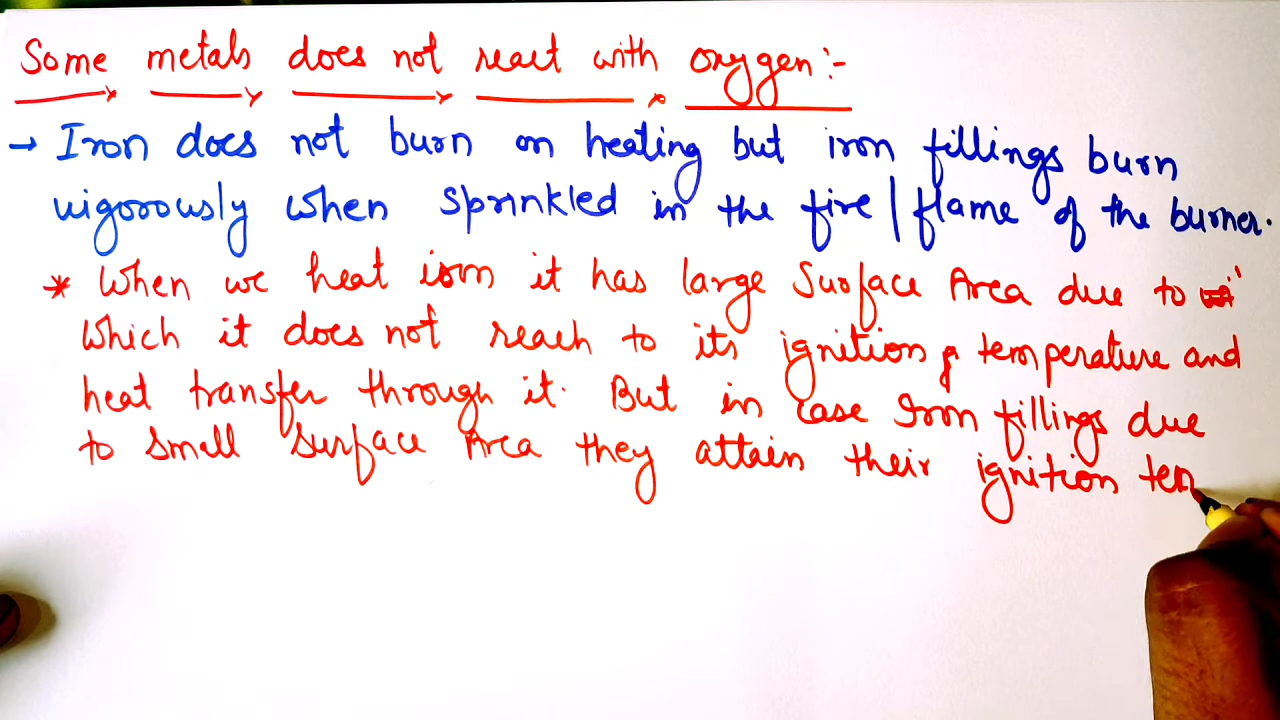 Some metals does not react with oxygen:-
→ Iron does not burn on heating but iron fillings burn
vigorously when sprinkled in the fire/flame of the burner.
* When we heat iron it has large Surface Area due to
which it does not reach to its ignition temperature and
heat transfer through it. But in case Iron fillings due
to small surface Area they attain their ignition tem